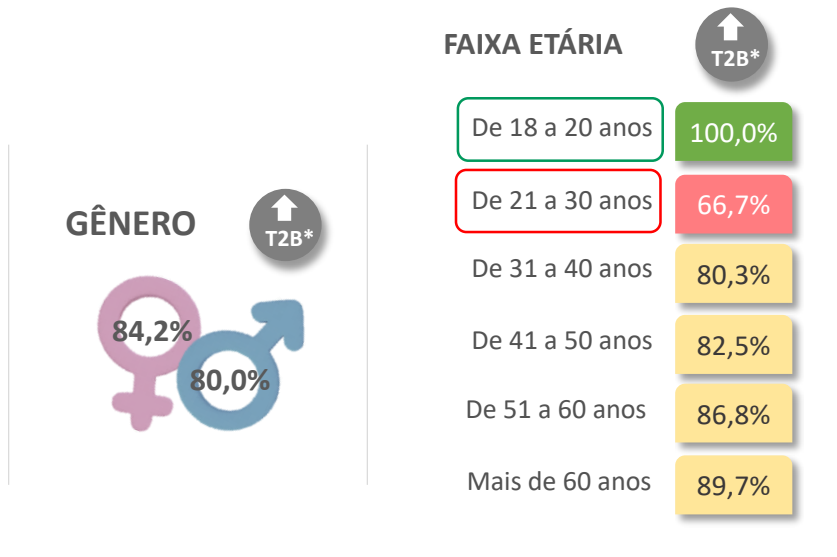 GÊNERO
T2B*
84,2%
80,0%
FAIXA ETÁRIA
T2B*
De 18 a 20 anos 100,0%
De 21 a 30 anos 66,7%
De 31 a 40 anos 80,3%
De 41 a 50 anos 82,5%
De 51 a 60 anos 86,8%
Mais de 60 anos 89,7%